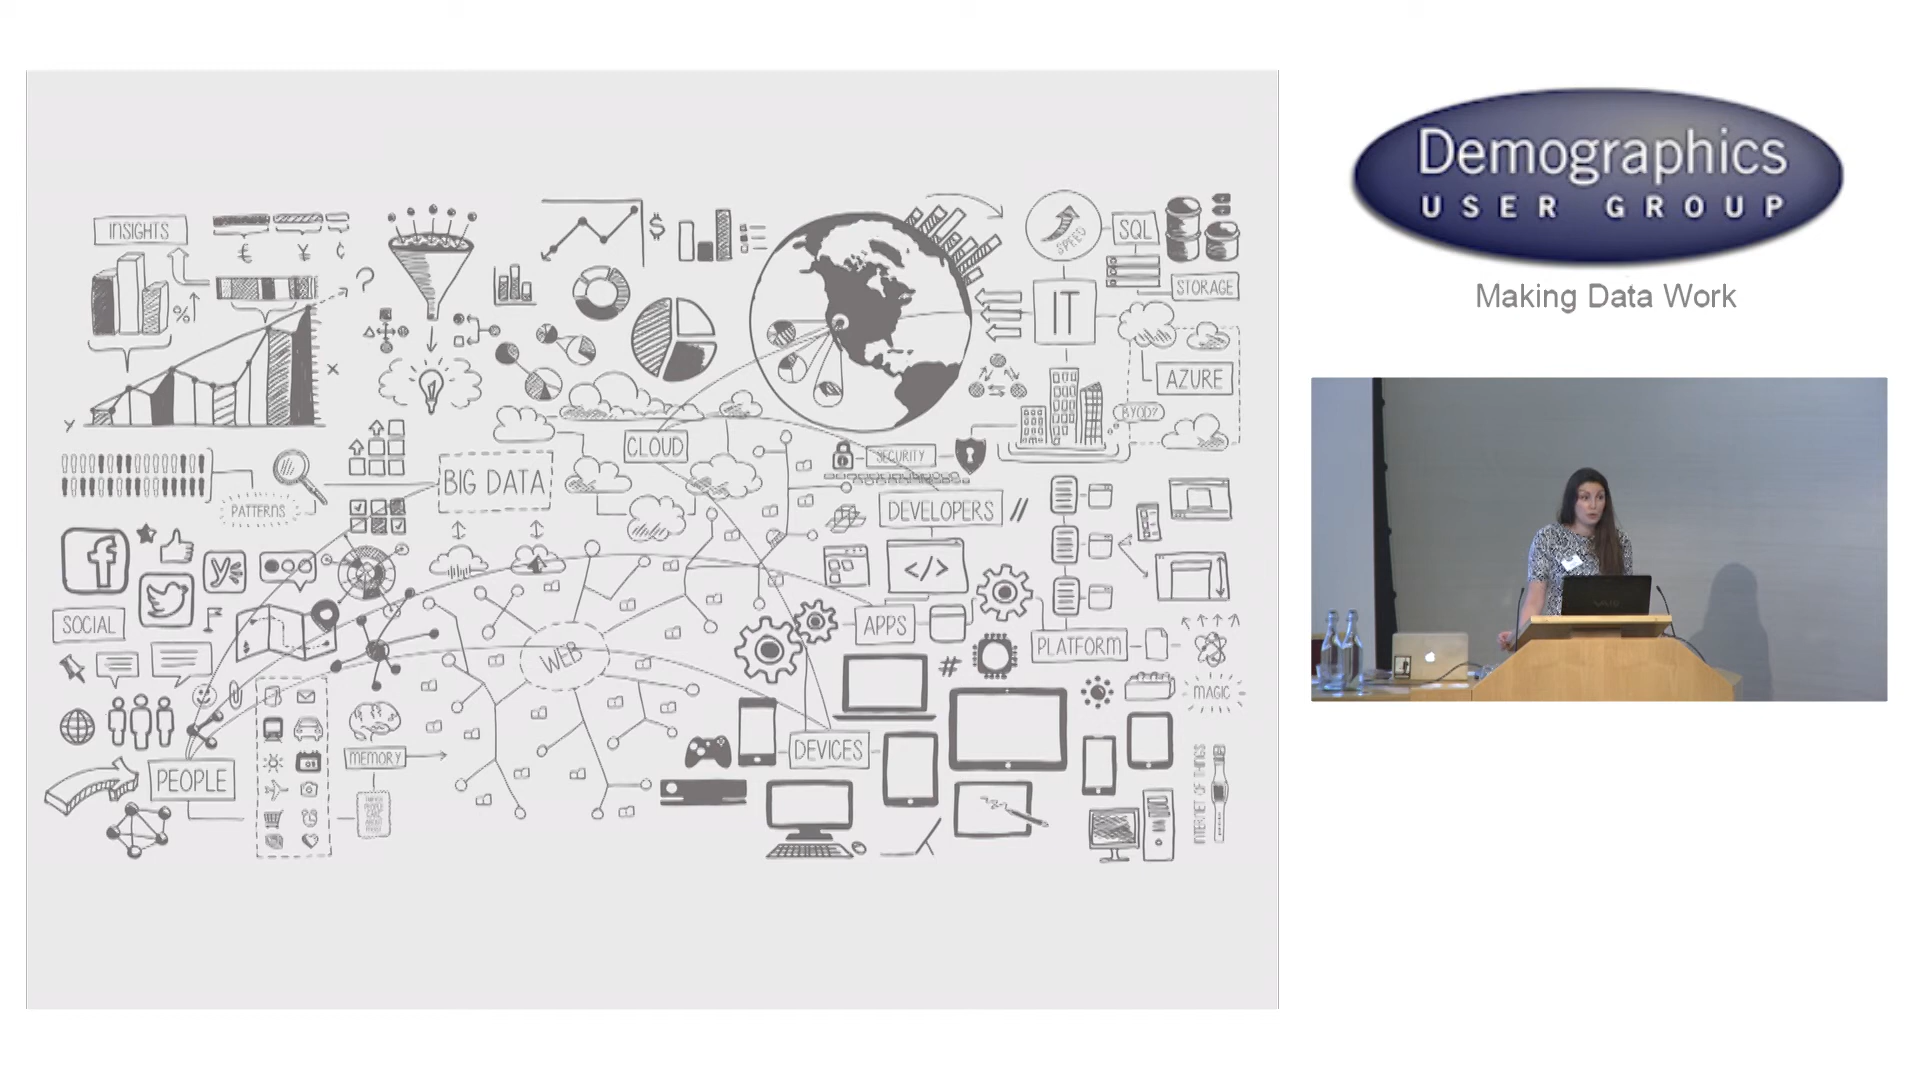 Demographics
USER GROUP
Making Data Work
INSIGHTS
€ ¥ ¢
$
%
?
x
y
SPEED
SQL
STORAGE
IT
AZURE
BYOD?
CLOUD
SECURITY
BIG DATA
PATTERNS
DEVELOPERS //
</>
SOCIAL
WEB
APPS
PLATFORM
#
MAGIC
MEMORY
DEVICES
PEOPLE
INTERNET OF THINGS
VAIO